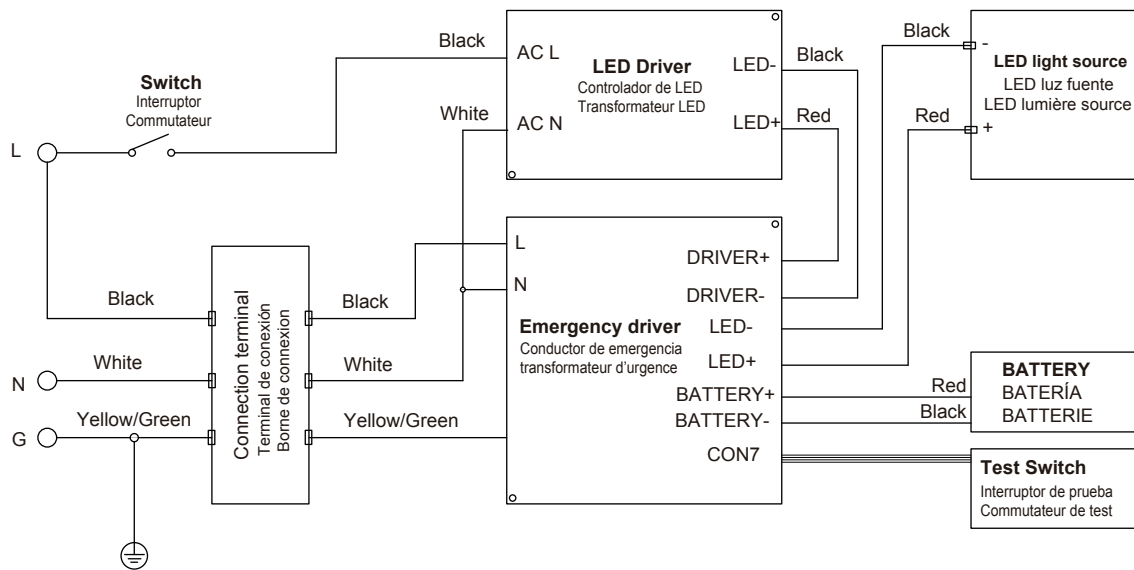 Switch
Interruptor
Commutateur
L
N
G
Black
White
Yellow/Green
Connection terminal
Terminal de conexión
Borne de connexion
Black
White
Yellow/Green
Black
White
AC L
AC N
LED Driver
Controlador de LED
Transformateur LED
LED-
LED+
Black
Red
L
N
Emergency driver
Conductor de emergencia
transformateur d'urgence
DRIVER+
DRIVER-
LED-
LED+
BATTERY+
BATTERY-
CON7
Black
Red
-
+
LED light source
LED luz fuente
LED lumière source
Red
Black
BATTERY
BATERÍA
BATTERIE
Test Switch
Interruptor de prueba
Commutateur de test